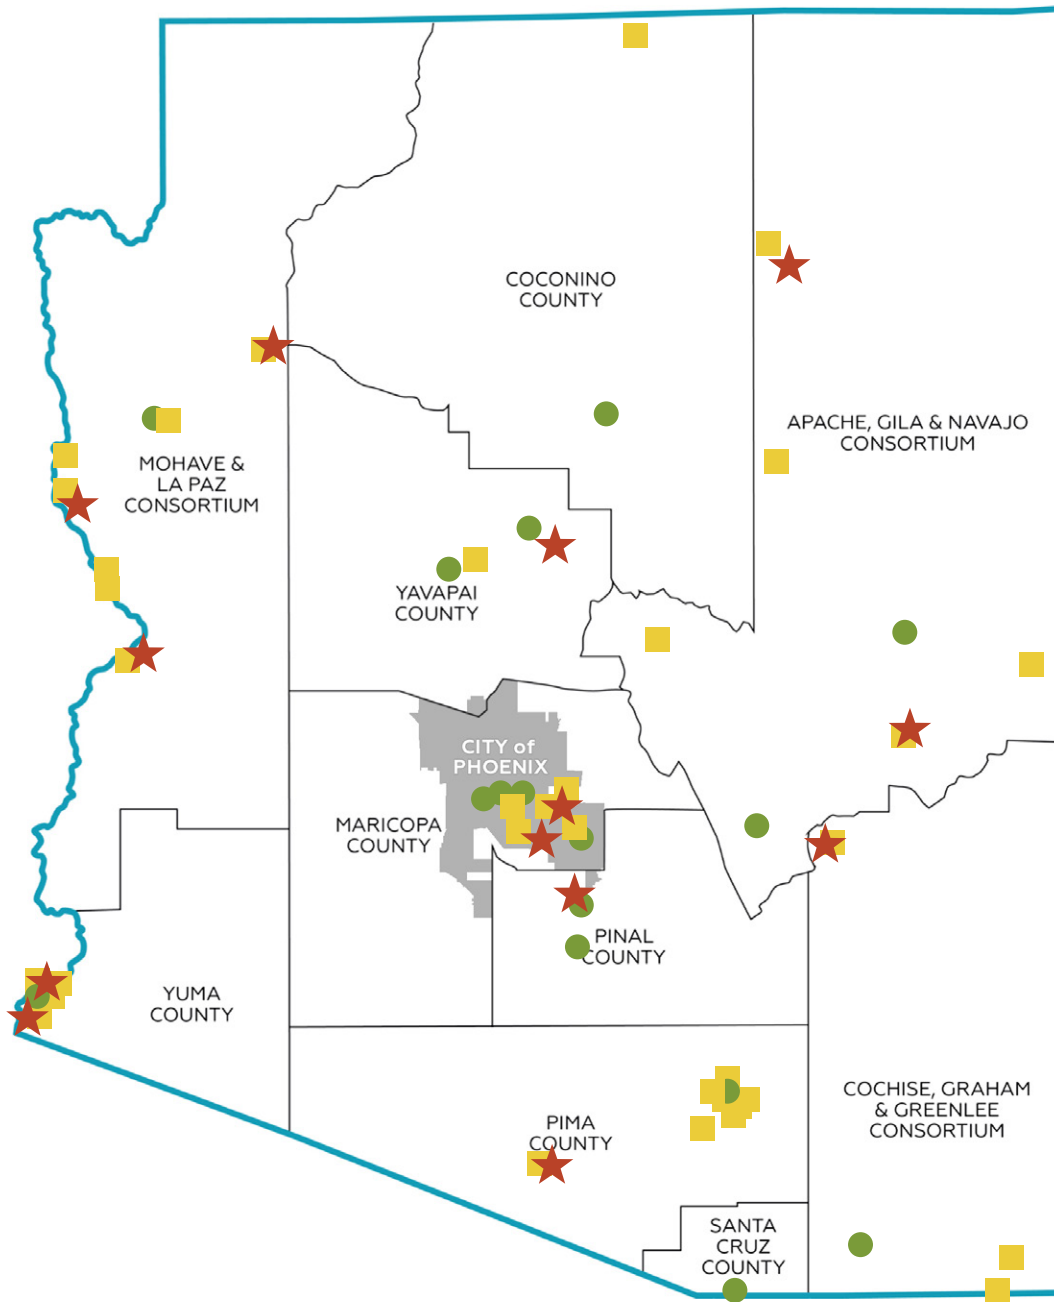 COCONINO
COUNTY
APACHE, GILA & NAVAJO
CONSORTIUM
MOHAVE &
LA PAZ
CONSORTIUM
YAVAPAI
COUNTY
CITY of
PHOENIX
MARICOPA
COUNTY
PINAL
COUNTY
YUMA
COUNTY
COCHISE, GRAHAM
& GREENLEE
CONSORTIUM
PIMA
COUNTY
SANTA
CRUZ
COUNTY